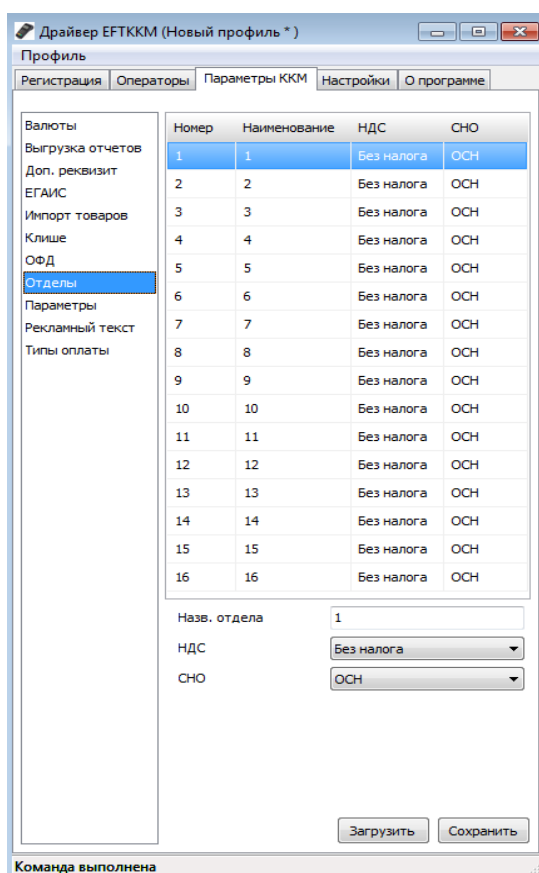 Драйвер EFTKKM (Новый профиль * )
Профиль
Регистрация Операторы Параметры ККМ Настройки О программе
Валюты
Выгрузка отчетов
Доп. реквизит
ЕГАИС
Импорт товаров
Клише
ОФД
Отделы
Параметры
Рекламный текст
Типы оплаты
Номер Наименование НДС СНО
1 1 Без налога ОСН
2 2 Без налога ОСН
3 3 Без налога ОСН
4 4 Без налога ОСН
5 5 Без налога ОСН
6 6 Без налога ОСН
7 7 Без налога ОСН
8 8 Без налога ОСН
9 9 Без налога ОСН
10 10 Без налога ОСН
11 11 Без налога ОСН
12 12 Без налога ОСН
13 13 Без налога ОСН
14 14 Без налога ОСН
15 15 Без налога ОСН
16 16 Без налога ОСН
Назв. отдела 1
НДС Без налога
СНО ОСН
Загрузить Сохранить
Команда выполнена